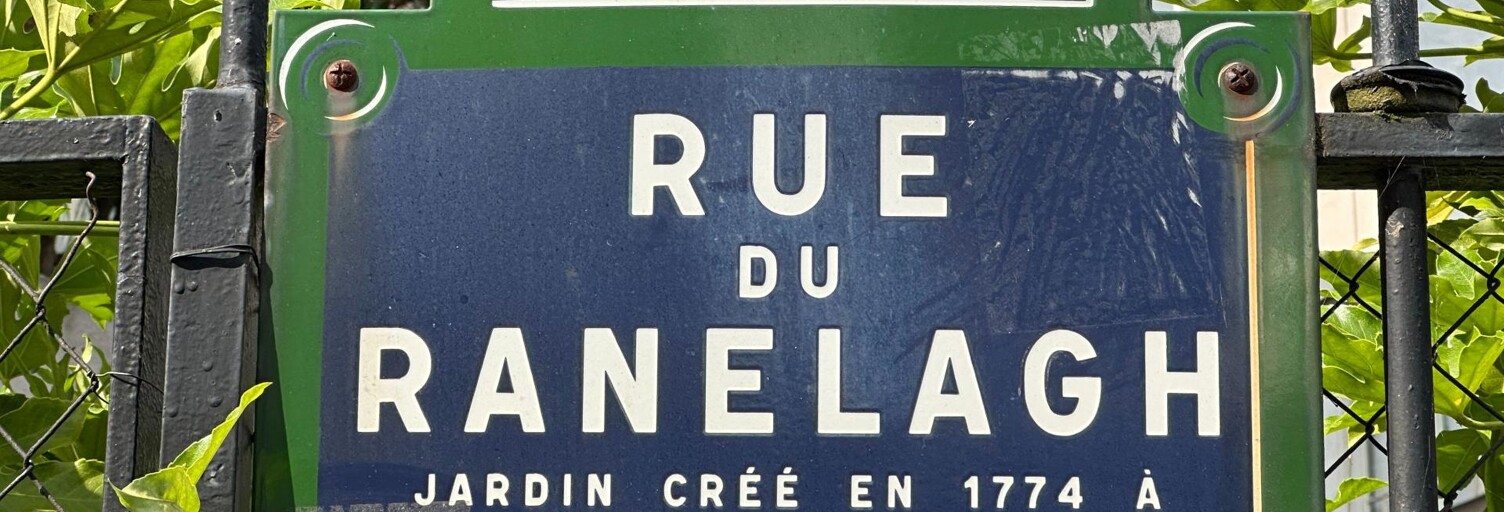 RUE
DU
RANELAGH
JARDIN CRÉÉ EN 1774 À